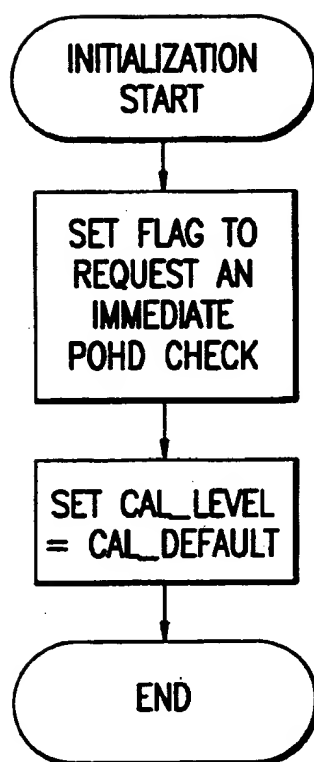 INITIALIZATION
START
SET FLAG TO
REQUEST AN
IMMEDIATE
POHD CHECK
SET CAL_LEVEL
= CAL_DEFAULT
END